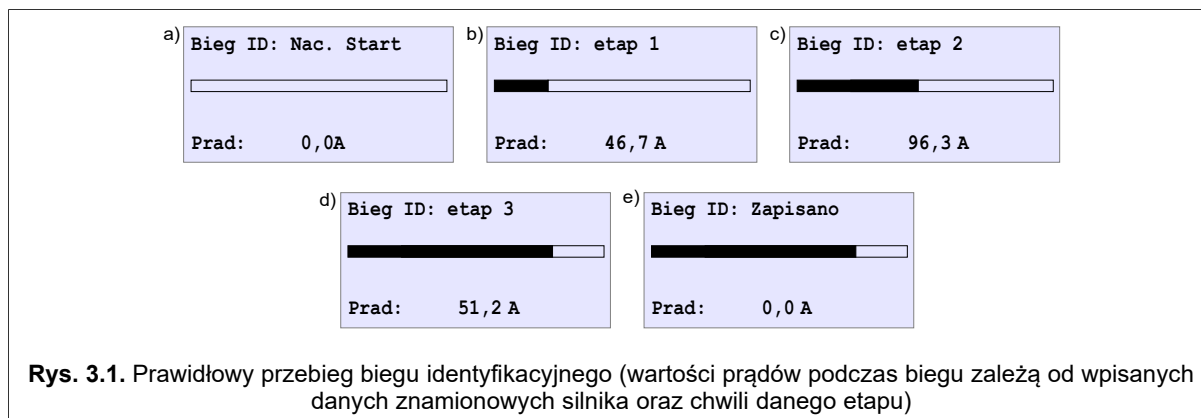 a) Bieg ID: Nac. Start
Prad: 0,0A
b) Bieg ID: etap 1
Prad: 46,7 A
c) Bieg ID: etap 2
Prad: 96,3 A
d) Bieg ID: etap 3
Prad: 51,2 A
e) Bieg ID: Zapisano
Prad: 0,0 A
Rys. 3.1. Prawidłowy przebieg biegu identyfikacyjnego (wartości prądów podczas biegu zależą od wpisanych
danych znamionowych silnika oraz chwili danego etapu)